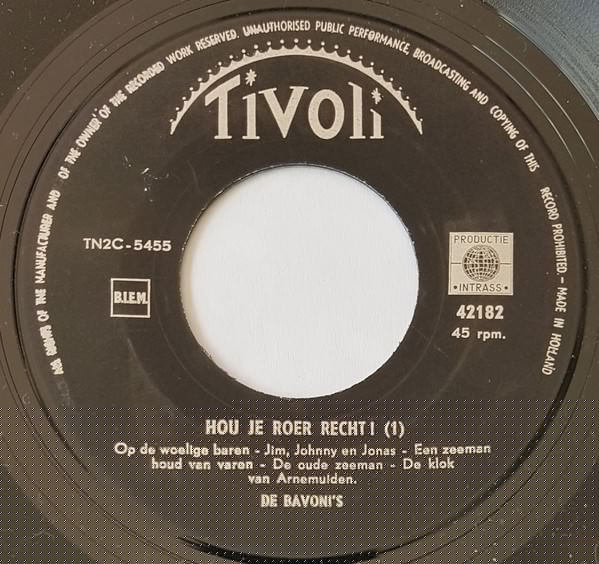 ALL RIGHTS OF THE MANUFACTURER AND OF THE OWNER OF THE RECORDED WORK RESERVED. UNAUTHORISED PUBLIC PERFORMANCE, BROADCASTING AND COPYING OF THIS RECORD PROHIBITED. - MADE IN HOLLAND
Tivoli
TN2C-5455
B.I.E.M.
PRODUCTIE
INTRASS.
42182
45 rpm.
HOU JE ROER RECHT! (1)
Op de woelige baren - Jim, Johnny en Jonas - Een zeeman
houd van varen - De oude zeeman - De klok
van Arnemuiden.
DE BAVONI'S